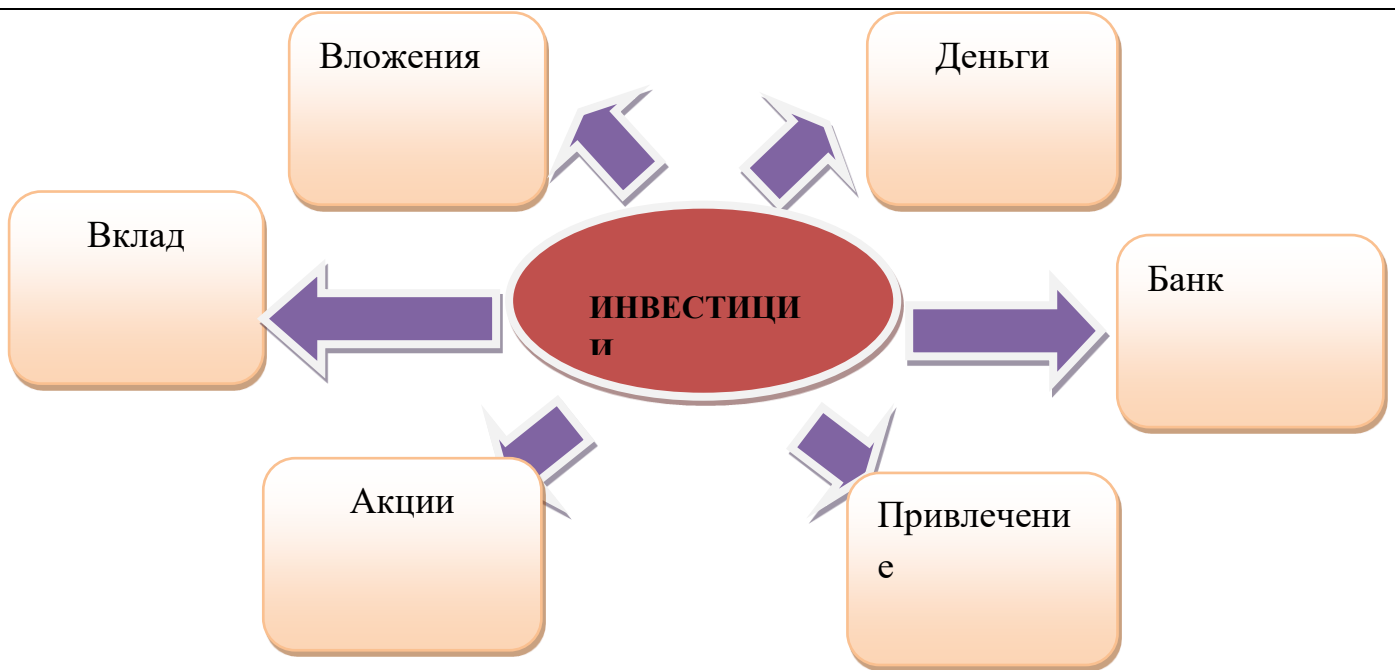 Вложения
Деньги
Вклад
Банк
ИНВЕСТИЦИ
И
Акции
Привлечени
е